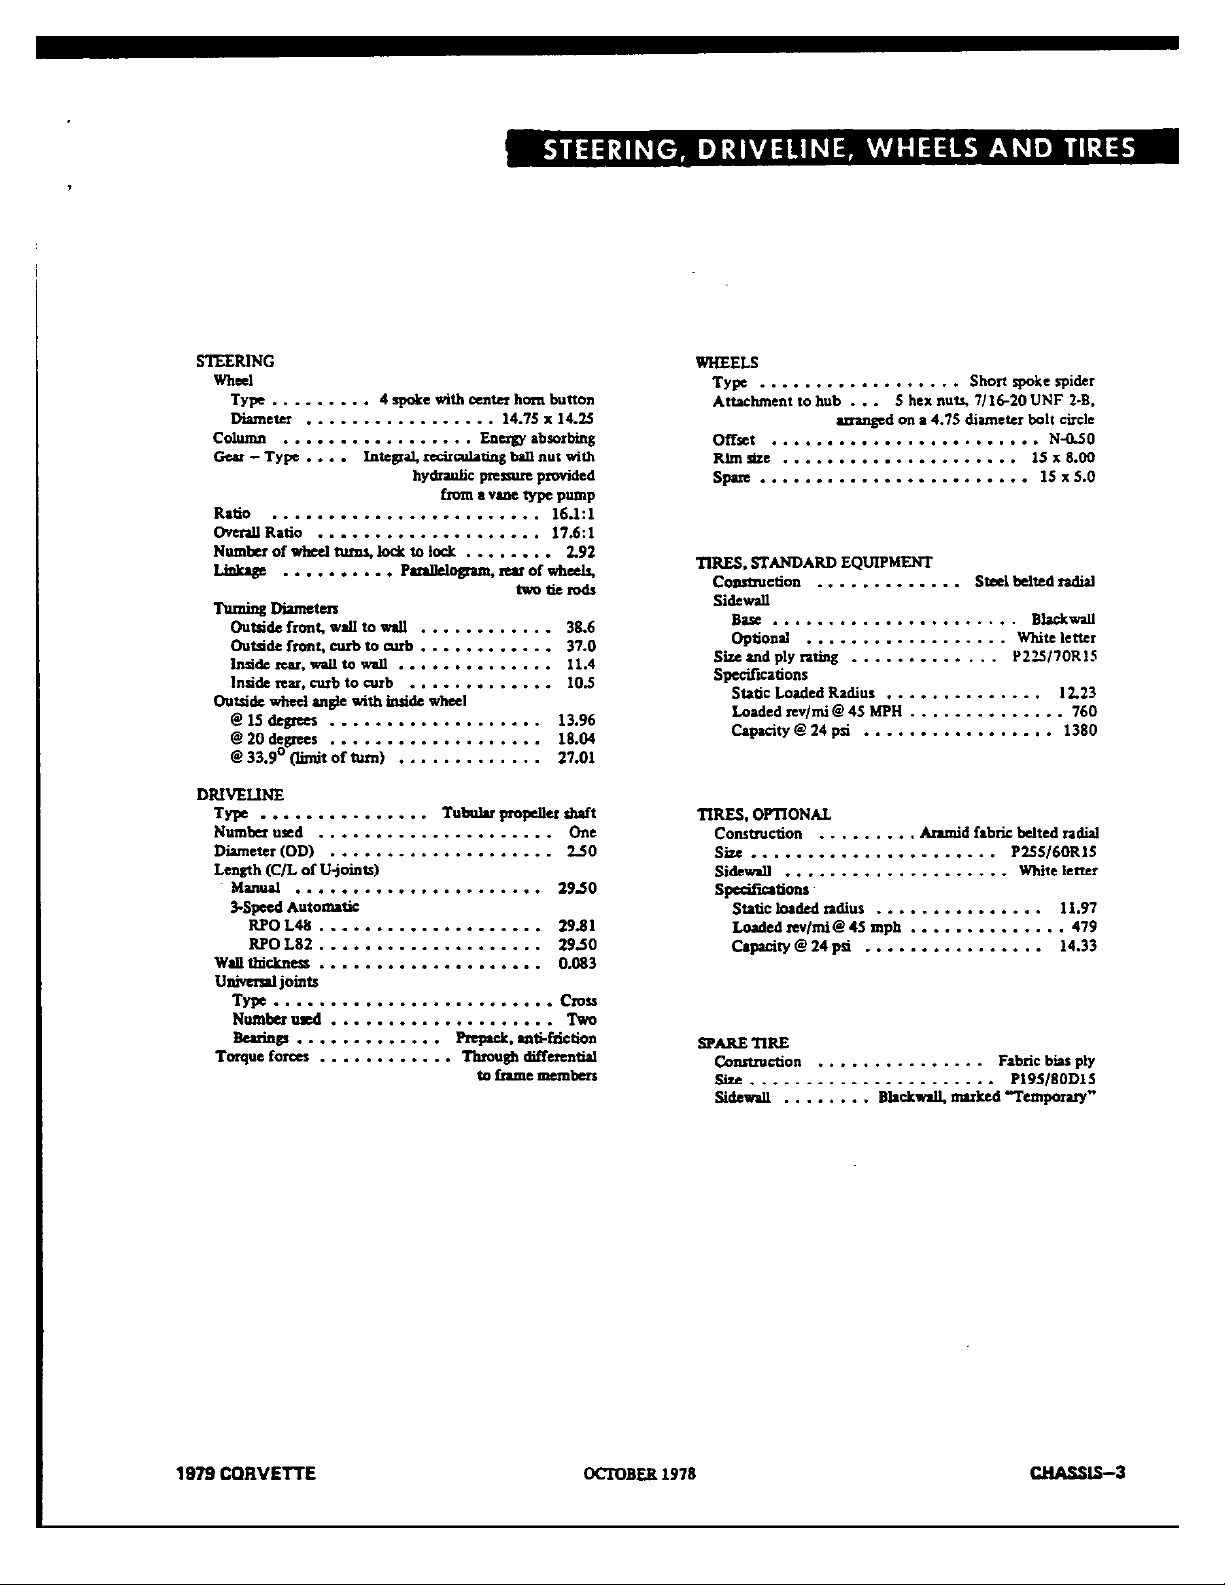 STEERING, DRIVELINE, WHEELS AND TIRES
STEERING
Wheel
Type . . . . . . . . . 4 spoke with center horn button
Diameter . . . . . . . . . . . . . . . . . 14.75 x 14.25
Column . . . . . . . . . . . . . . . . . Energy absorbing
Gear – Type . . . . Integral, recirculating ball nut with
hydraulic pressure provided
from a vane type pump
Ratio . . . . . . . . . . . . . . . . . . . . . . . . 16.1:1
Overall Ratio . . . . . . . . . . . . . . . . . . . . 17.6:1
Number of wheel turns, lock to lock . . . . . . . . 2.92
Linkage . . . . . . . . . . Parallelogram, rear of wheels,
two tie rods
Turning Diameters
Outside front, wall to wall . . . . . . . . . . . . 38.6
Outside front, curb to curb . . . . . . . . . . . . 37.0
Inside rear, wall to wall . . . . . . . . . . . . . . 11.4
Inside rear, curb to curb . . . . . . . . . . . . . 10.5
Outside wheel angle with inside wheel
@ 15 degrees . . . . . . . . . . . . . . . . . . . 13.96
@ 20 degrees . . . . . . . . . . . . . . . . . . . 18.04
@ 33.9° (limit of turn) . . . . . . . . . . . . . 27.01
DRIVELINE
Type . . . . . . . . . . . . . . . Tubular propeller shaft
Number used . . . . . . . . . . . . . . . . . . . . . One
Diameter (OD) . . . . . . . . . . . . . . . . . . . . 2.50
Length (C/L of U-joints)
Manual . . . . . . . . . . . . . . . . . . . . . . 29.50
3-Speed Automatic
RPO L48 . . . . . . . . . . . . . . . . . . . . 29.81
RPO L82 . . . . . . . . . . . . . . . . . . . . 29.50
Wall thickness . . . . . . . . . . . . . . . . . . . . 0.083
Universal joints
Type . . . . . . . . . . . . . . . . . . . . . . . . . Cross
Number used . . . . . . . . . . . . . . . . . . . . Two
Bearings . . . . . . . . . . . . . Prepack, anti-friction
Torque forces . . . . . . . . . . . . Through differential
to frame members
WHEELS
Type . . . . . . . . . . . . . . . . . . Short spoke spider
Attachment to hub . . . 5 hex nuts, 7/16-20 UNF 2-B,
arranged on a 4.75 diameter bolt circle
Offset . . . . . . . . . . . . . . . . . . . . . . . . N-0.50
Rim size . . . . . . . . . . . . . . . . . . . . . 15 x 8.00
Spare . . . . . . . . . . . . . . . . . . . . . . . . 15 x 5.0
TIRES, STANDARD EQUIPMENT
Construction . . . . . . . . . . . . . Steel belted radial
Sidewall
Base . . . . . . . . . . . . . . . . . . . . . . Blackwall
Optional . . . . . . . . . . . . . . . . . . White letter
Size and ply rating . . . . . . . . . . . . . P225/70R15
Specifications
Static Loaded Radius . . . . . . . . . . . . . . 12.23
Loaded rev/mi @ 45 MPH . . . . . . . . . . . . . . 760
Capacity @ 24 psi . . . . . . . . . . . . . . . . . 1380
TIRES, OPTIONAL
Construction . . . . . . . . . Aramid fabric belted radial
Size . . . . . . . . . . . . . . . . . . . . . . P255/60R15
Sidewall . . . . . . . . . . . . . . . . . . . . White letter
Specifications
Static loaded radius . . . . . . . . . . . . . . . 11.97
Loaded rev/mi @ 45 mph . . . . . . . . . . . . . . 479
Capacity @ 24 psi . . . . . . . . . . . . . . . . 14.33
SPARE TIRE
Construction . . . . . . . . . . . . . . . Fabric bias ply
Size . . . . . . . . . . . . . . . . . . . . . . P195/80D15
Sidewall . . . . . . . . Blackwall, marked "Temporary"
1979 CORVETTE OCTOBER 1978 CHASSIS–3